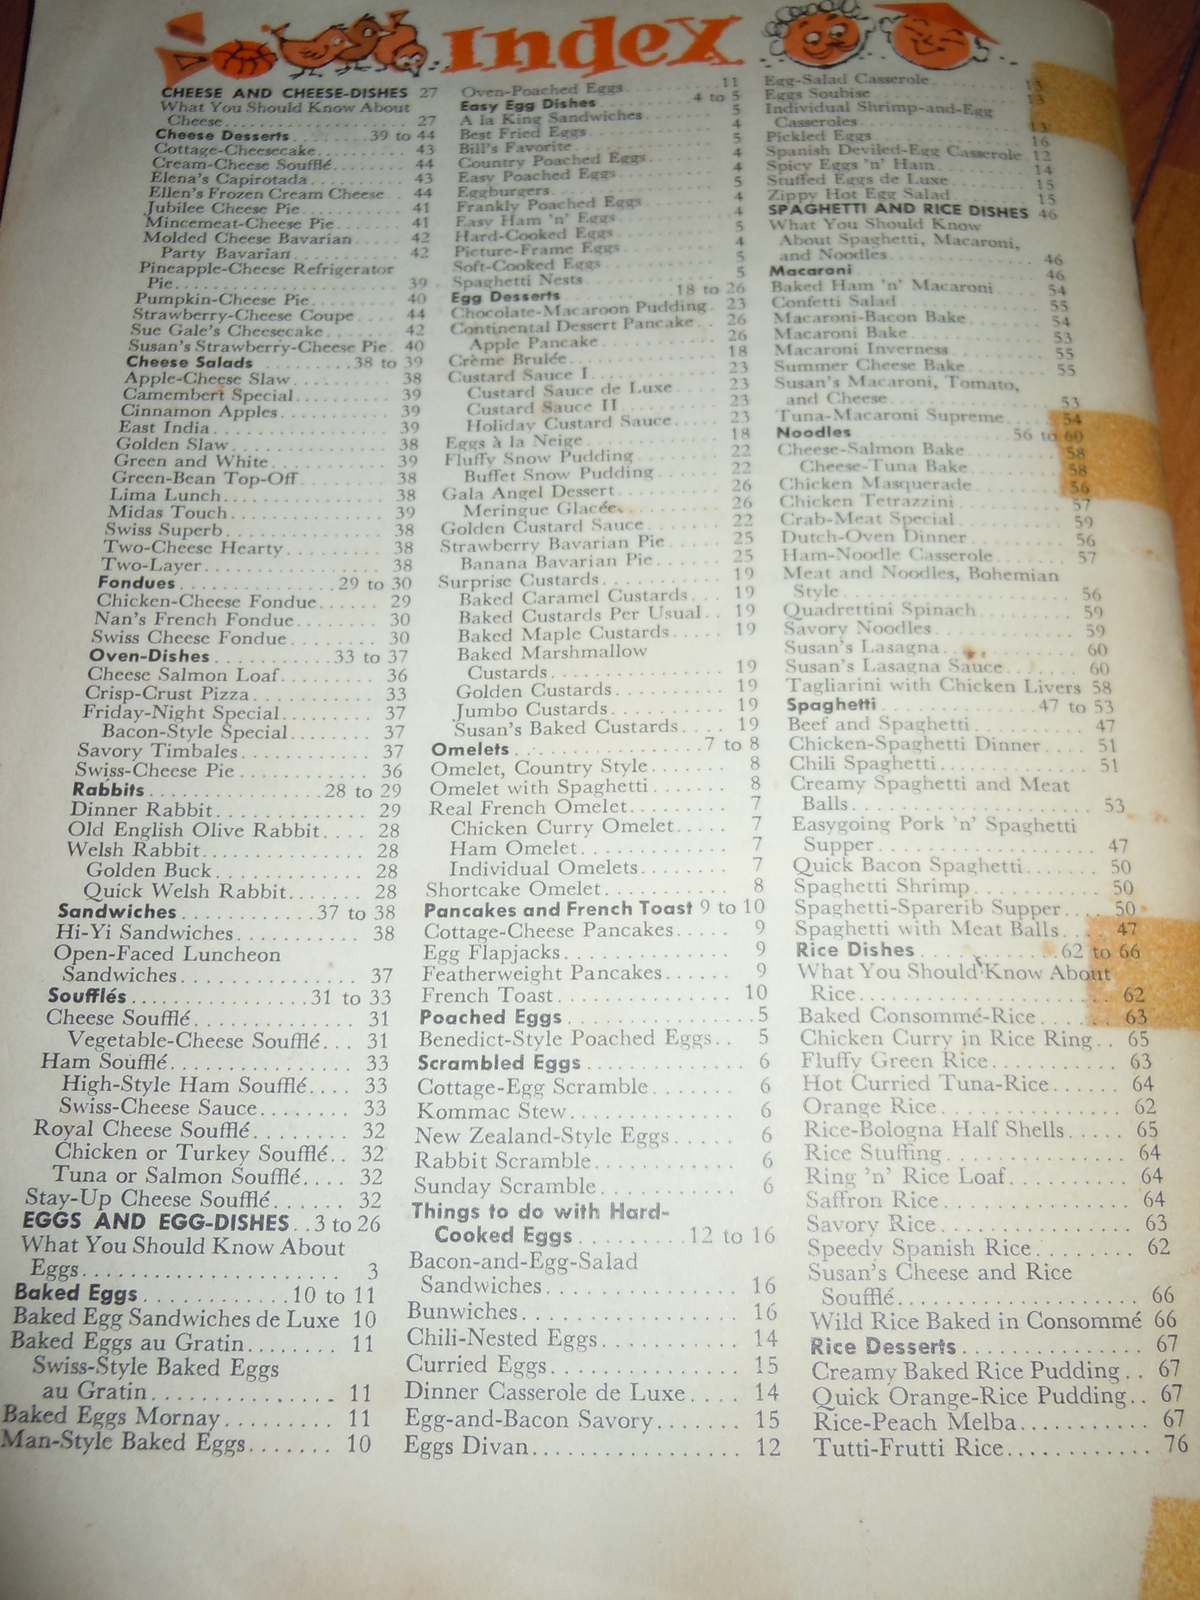 Index
CHEESE AND CHEESE-DISHES 27
What You Should Know About
Cheese 27
Cheese Desserts 39 to 44
Cottage-Cheesecake 43
Cream-Cheese Soufflé 44
Elena's Capirotada 43
Ellen's Frozen Cream Cheese 44
Jubilee Cheese Pie 41
Mincemeat-Cheese Pie 41
Molded Cheese Bavarian 42
Party Bavarian 42
Pineapple-Cheese Refrigerator
Pie 39
Pumpkin-Cheese Pie 40
Strawberry-Cheese Coupe 44
Sue Gale's Cheesecake 42
Susan's Strawberry-Cheese Pie 40
Cheese Salads 38 to 39
Apple-Cheese Slaw 38
Camembert Special 39
Cinnamon Apples 39
East India 39
Golden Slaw 38
Green and White 39
Green-Bean Top-Off 38
Lima Lunch 38
Midas Touch 39
Swiss Superb 38
Two-Cheese Hearty 38
Two-Layer 38
Fondues 29 to 30
Chicken-Cheese Fondue 29
Nan's French Fondue 30
Swiss Cheese Fondue 30
Oven-Dishes 33 to 37
Cheese Salmon Loaf 36
Crisp-Crust Pizza 33
Friday-Night Special 37
Bacon-Style Special 37
Savory Timbales 37
Swiss-Cheese Pie 36
Rabbits 28 to 29
Dinner Rabbit 29
Old English Olive Rabbit 28
Welsh Rabbit 28
Golden Buck 28
Quick Welsh Rabbit 28
Sandwiches 37 to 38
Hi-Yi Sandwiches 38
Open-Faced Luncheon
Sandwiches 37
Soufflés 31 to 33
Cheese Soufflé 31
Vegetable-Cheese Soufflé 31
Ham Soufflé 33
High-Style Ham Soufflé 33
Swiss-Cheese Sauce 33
Royal Cheese Soufflé 32
Chicken or Turkey Soufflé 32
Tuna or Salmon Soufflé 32
Stay-Up Cheese Soufflé 32
EGGS AND EGG-DISHES 3 to 26
What You Should Know About
Eggs 3
Baked Eggs 10 to 11
Baked Egg Sandwiches de Luxe 10
Baked Eggs au Gratin 11
Swiss-Style Baked Eggs
au Gratin 11
Baked Eggs Mornay 11
Man-Style Baked Eggs 10
Oven-Poached Eggs 11
Easy Egg Dishes 4 to 5
A la King Sandwiches 5
Best Fried Eggs 4
Bill's Favorite 5
Country Poached Eggs 4
Easy Poached Eggs 4
Eggburgers 5
Frankly Poached Eggs 4
Easy Ham 'n' Eggs 4
Hard-Cooked Eggs 5
Picture-Frame Eggs 4
Soft-Cooked Eggs 5
Spaghetti Nests 5
Egg Desserts 18 to 26
Chocolate-Macaroon Pudding 23
Continental Dessert Pancake 26
Apple Pancake 26
Crème Brulée 18
Custard Sauce I 23
Custard Sauce de Luxe 23
Custard Sauce II 23
Holiday Custard Sauce 23
Eggs à la Neige 18
Fluffy Snow Pudding 22
Buffet Snow Pudding 22
Gala Angel Dessert 26
Meringue Glacée 26
Golden Custard Sauce 22
Strawberry Bavarian Pie 25
Banana Bavarian Pie 25
Surprise Custards 19
Baked Caramel Custards 19
Baked Custards Per Usual 19
Baked Maple Custards 19
Baked Marshmallow
Custards 19
Golden Custards 19
Jumbo Custards 19
Susan's Baked Custards 19
Omelets 7 to 8
Omelet, Country Style 8
Omelet with Spaghetti 8
Real French Omelet 7
Chicken Curry Omelet 7
Ham Omelet 7
Individual Omelets 7
Shortcake Omelet 8
Pancakes and French Toast 9 to 10
Cottage-Cheese Pancakes 9
Egg Flapjacks 9
Featherweight Pancakes 9
French Toast 10
Poached Eggs 5
Benedict-Style Poached Eggs 5
Scrambled Eggs 6
Cottage-Egg Scramble 6
Kommac Stew 6
New Zealand-Style Eggs 6
Rabbit Scramble 6
Sunday Scramble 6
Things to do with Hard-
Cooked Eggs 12 to 16
Bacon-and-Egg-Salad
Sandwiches 16
Bunwiches 16
Chili-Nested Eggs 14
Curried Eggs 15
Dinner Casserole de Luxe 14
Egg-and-Bacon Savory 15
Eggs Divan 12
Egg-Salad Casserole 13
Eggs Soubise 13
Individual Shrimp-and-Egg
Casseroles 13
Pickled Eggs 16
Spanish Deviled-Egg Casserole 12
Spicy Eggs 'n' Ham 14
Stuffed Eggs de Luxe 15
Zippy Hot Egg Salad 15
SPAGHETTI AND RICE DISHES 46
What You Should Know
About Spaghetti, Macaroni,
and Noodles 46
Macaroni 46
Baked Ham 'n' Macaroni 54
Confetti Salad 55
Macaroni-Bacon Bake 54
Macaroni Bake 53
Macaroni Inverness 55
Summer Cheese Bake 55
Susan's Macaroni, Tomato,
and Cheese 53
Tuna-Macaroni Supreme 54
Noodles 56 to 60
Cheese-Salmon Bake 58
Cheese-Tuna Bake 58
Chicken Masquerade 56
Chicken Tetrazzini 57
Crab-Meat Special 59
Dutch-Oven Dinner 56
Ham-Noodle Casserole 57
Meat and Noodles, Bohemian
Style 56
Quadrettini Spinach 59
Savory Noodles 59
Susan's Lasagna 60
Susan's Lasagna Sauce 60
Tagliarini with Chicken Livers 58
Spaghetti 47 to 53
Beef and Spaghetti 47
Chicken-Spaghetti Dinner 51
Chili Spaghetti 51
Creamy Spaghetti and Meat
Balls 53
Easygoing Pork 'n' Spaghetti
Supper 47
Quick Bacon Spaghetti 50
Spaghetti Shrimp 50
Spaghetti-Sparerib Supper 50
Spaghetti with Meat Balls 47
Rice Dishes 62 to 66
What You Should Know About
Rice 62
Baked Consommé-Rice 63
Chicken Curry in Rice Ring 65
Fluffy Green Rice 63
Hot Curried Tuna-Rice 64
Orange Rice 62
Rice-Bologna Half Shells 65
Rice Stuffing 64
Ring 'n' Rice Loaf 64
Saffron Rice 64
Savory Rice 63
Speedy Spanish Rice 62
Susan's Cheese and Rice
Soufflé 66
Wild Rice Baked in Consommé 66
Rice Desserts 67
Creamy Baked Rice Pudding 67
Quick Orange-Rice Pudding 67
Rice-Peach Melba 67
Tutti-Frutti Rice 76